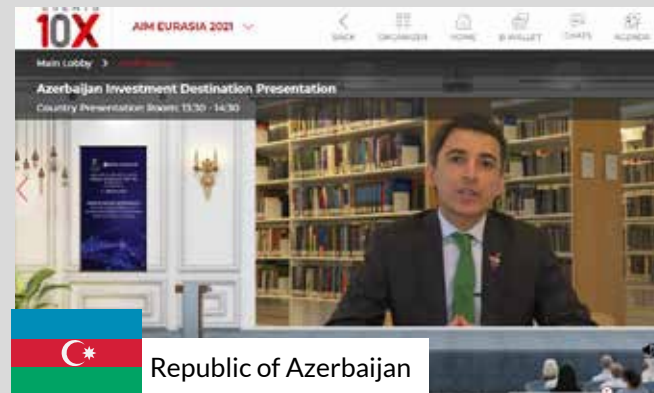 10X
AIM EURASIA 2021
BACK ORGANIZER HOME B-WALLET CHATS AGENDA
Main Lobby >
Azerbaijan Investment Destination Presentation
Country Presentation Room: 13:30 - 14:30
Republic of Azerbaijan